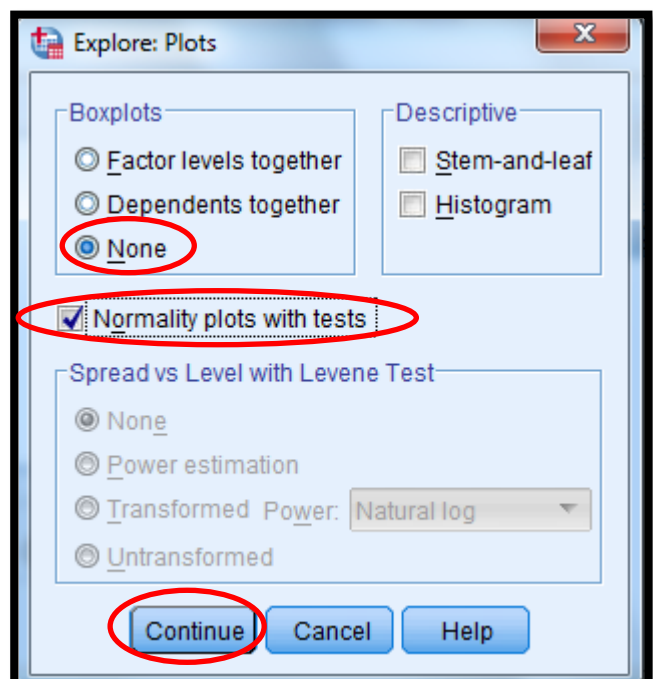 Explore: Plots
Boxplots
Factor levels together
Dependents together
None
Descriptive
Stem-and-leaf
Histogram
Normality plots with tests
Spread vs Level with Levene Test
None
Power estimation
Transformed Power: Natural log
Untransformed
Continue Cancel Help